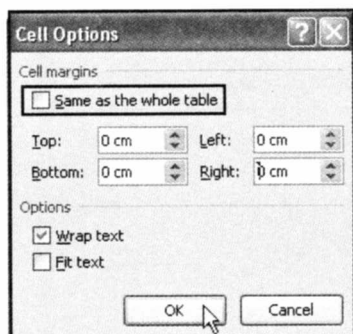 Cell Options
Cell margins
Same as the whole table
Top: 0 cm Left: 0 cm
Bottom: 0 cm Right: 0 cm
Options
Wrap text
Fit text
OK Cancel